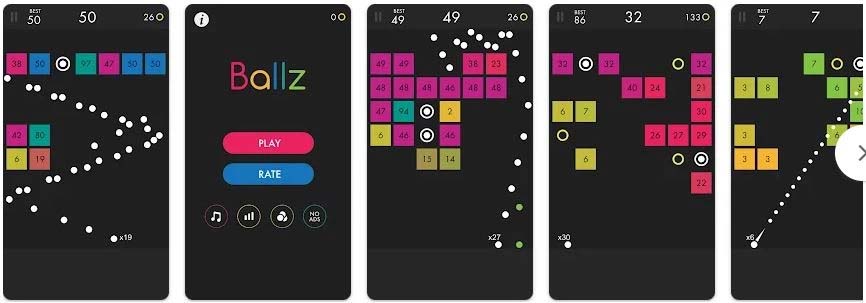 BEST
50
50
26
38 50 97 47 50 50
42 80
6 19
x19
i
0
Ballz
PLAY
RATE
NO
ADS
BEST
49
49
26
49 49 38 23
48 48 48 46 48 48
47 94 2
6 46 46
15 14
x27
BEST
86
32
133
32 32 32
40 24 21
6 7 30
26 27 29
6
22
x30
BEST
7
7
7
3 8 6
3 6
3 3
x6